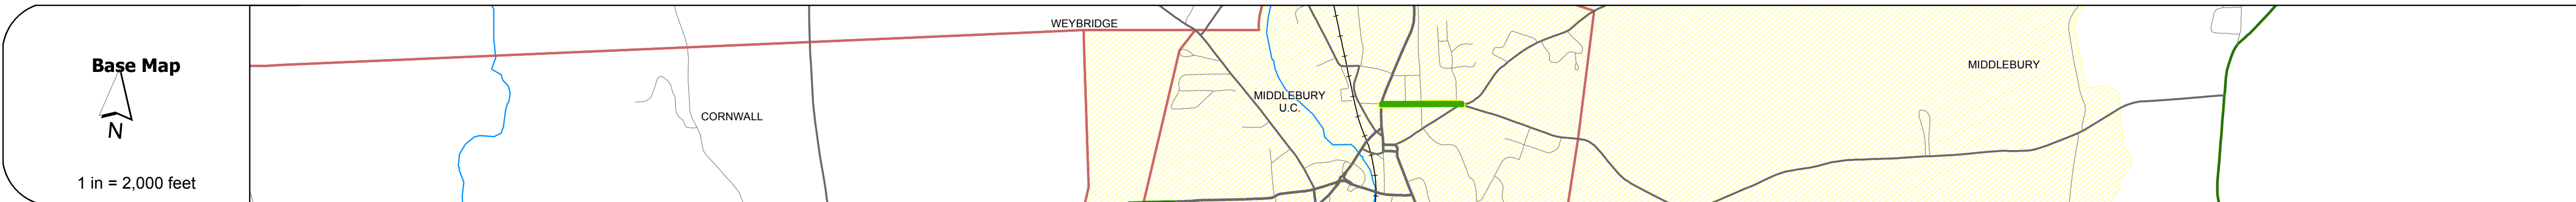 Base Map
N
1 in = 2,000 feet
WEYBRIDGE
CORNWALL
MIDDLEBURY
U.C.
MIDDLEBURY